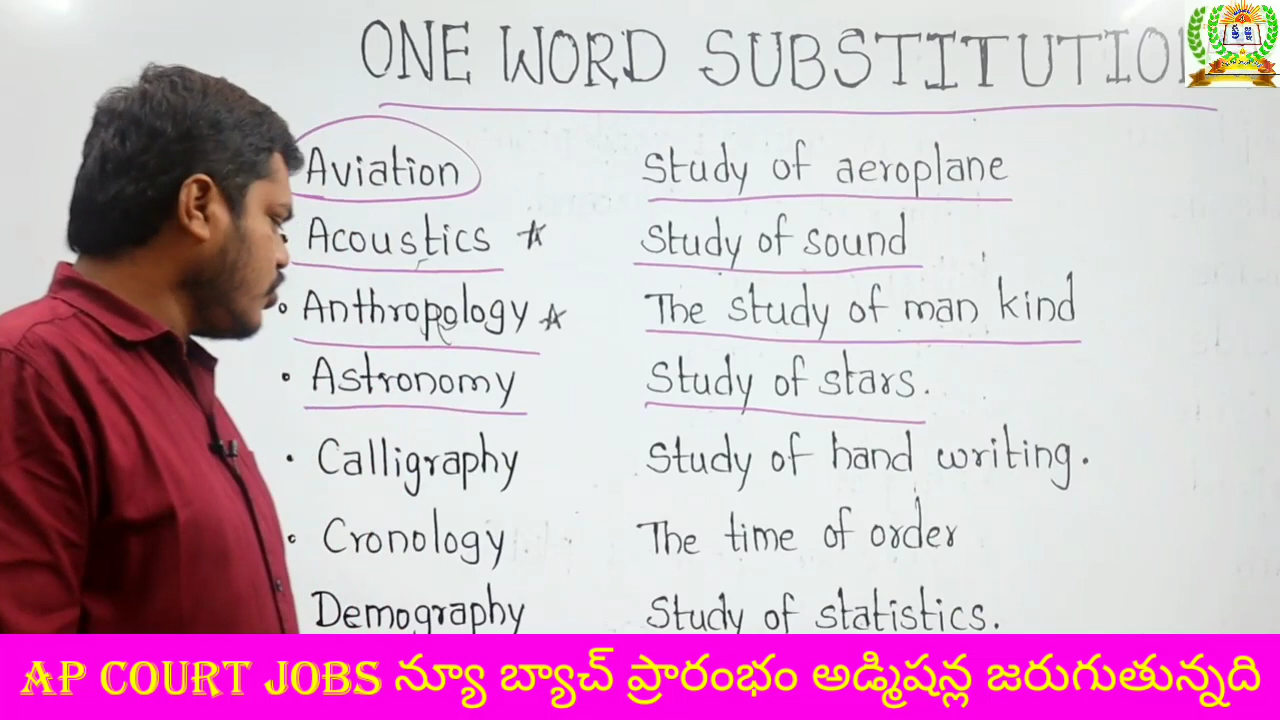 ONE WORD SUBSTITUTION
Aviation Study of aeroplane
• Acoustics ☆ Study of sound
• Anthropology ☆ The study of man kind
• Astronomy Study of stars.
• Calligraphy Study of hand writing.
• Cronology The time of order
Demography Study of statistics.
AP COURT JOBS న్యూ బ్యాచ్ ప్రారంభం అడ్మిషన్ల జరుగుతున్నది